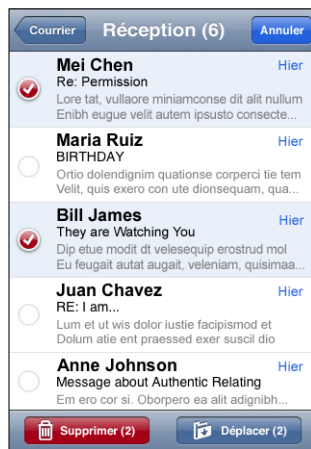 Courrier Réception (6) Annuler
Mei Chen Hier
Re: Permission
Lore tat, vullaore miniamconse dit alit nullum
Enibh eugue velit autem ipsusto consecte...
Maria Ruiz Hier
BIRTHDAY
Ortio dolendignim quationse corperci tie tem
Velit, quis exero con ute dionsequam, qua...
Bill James Hier
They are Watching You
Dip etue modit dt velesequip erostrud mol
Eu feugait autat augait, veleniam, quisimaa...
Juan Chavez Hier
RE: I am...
Lum et ut wis dolor iustie facipismod et
Dolum atie ent praessed exer suscil dio
Anne Johnson Hier
Message about Authentic Relating
Em ero cor si. Oborpero ea alit adignibh...
Supprimer (2) Déplacer (2)